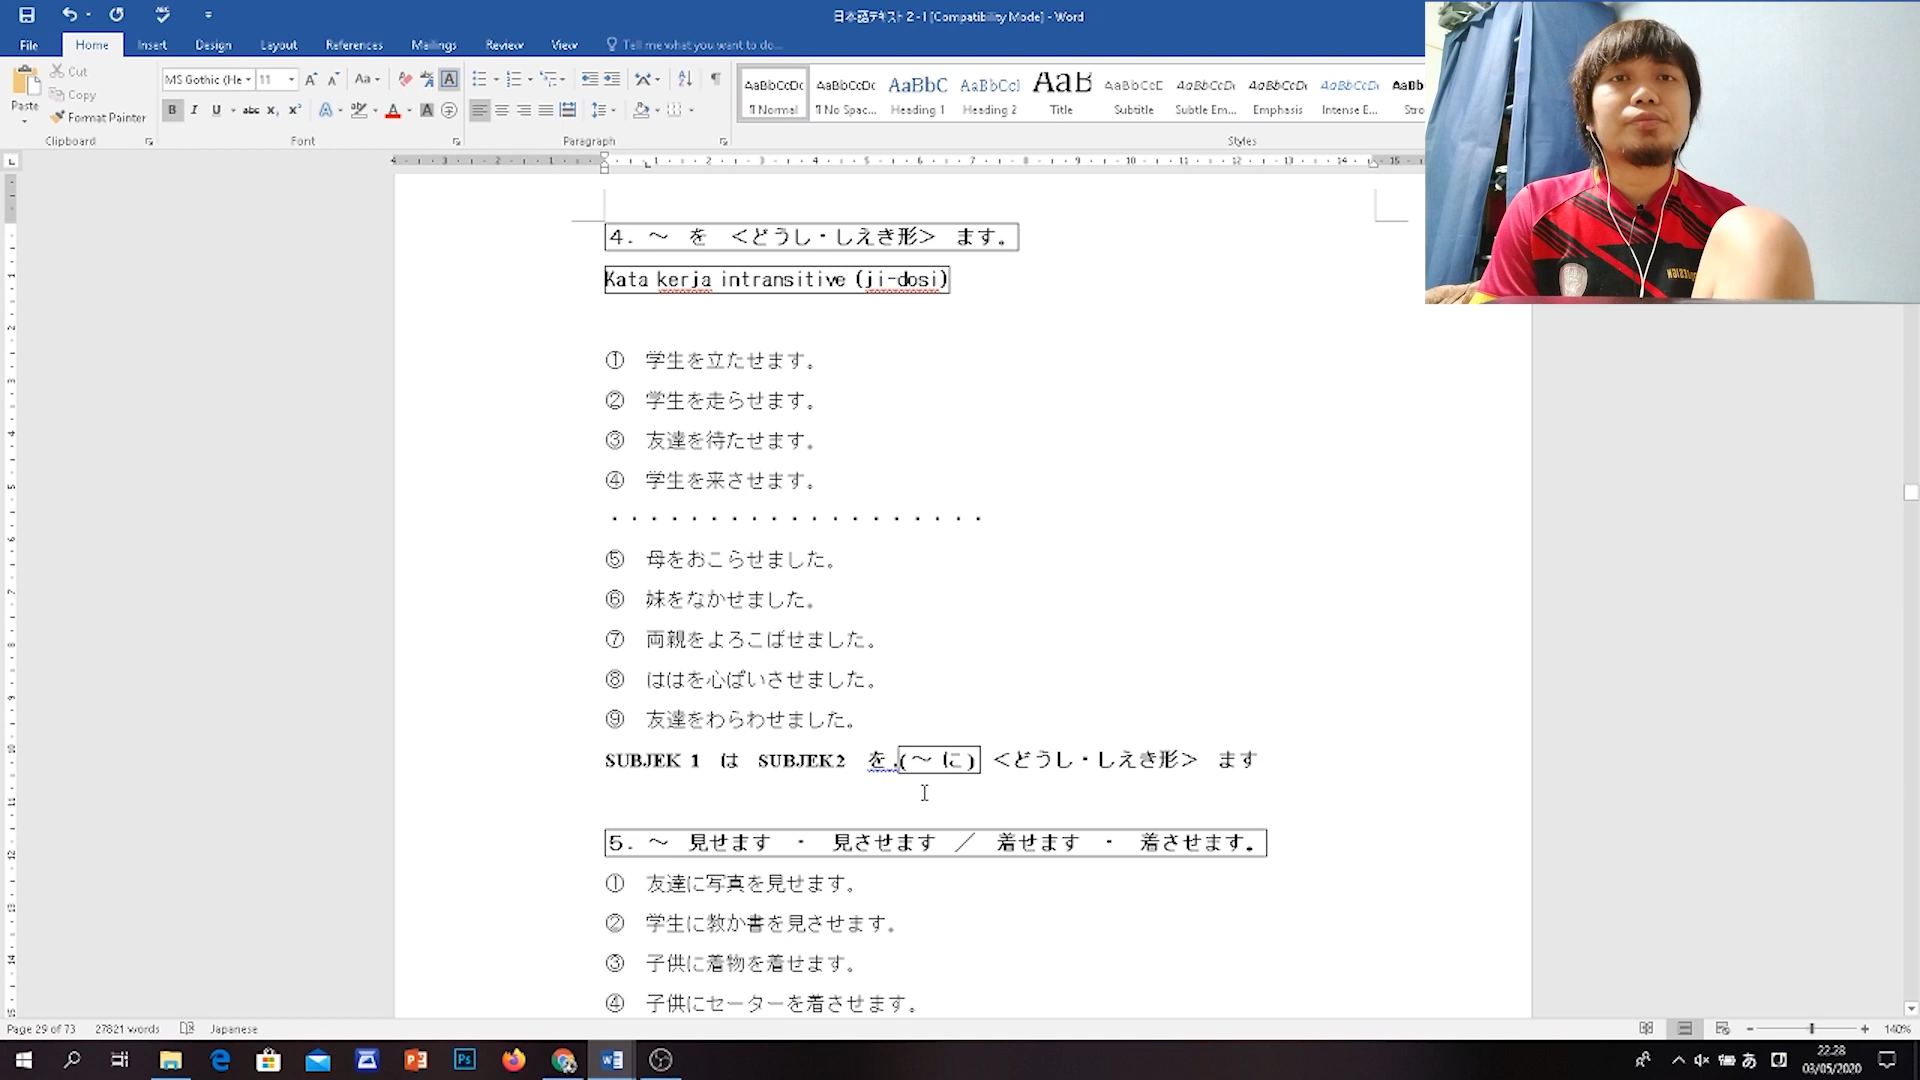 日本語テキスト２-Ⅰ [Compatibility Mode] - Word
File Home Insert Design Layout References Mailings Review View Tell me what you want to do...
Paste Cut Copy Format Painter
MS Gothic (He 11
AaBbCcDc AaBbCcDc AaBbC AaBbCcI AaB AaBbCcC AaBbCcDc AaBbCcDc AaBbCcDc AaBb
Normal No Spac... Heading 1 Heading 2 Title Subtitle Subtle Em... Emphasis Intense E... Stro
Clipboard Font Paragraph Styles
４．～　を　＜どうし・しえき形＞　ます。
Kata kerja intransitive (ji-dosi)
①　学生を立たせます。
②　学生を走らせます。
③　友達を待たせます。
④　学生を来させます。
・・・・・・・・・・・・・・・・・・・
⑤　母をおこらせました。
⑥　妹をなかせました。
⑦　両親をよろこばせました。
⑧　ははを心ぱいさせました。
⑨　友達をわらわせました。
SUBJEK 1　は　SUBJEK2　を .(～ に) ＜どうし・しえき形＞　ます
５．～　見せます　・　見させます　／　着せます　・　着させます。
①　友達に写真を見せます。
②　学生に教か書を見させます。
③　子供に着物を着せます。
④　子供にセーターを着させます。
Page 29 of 73 27821 words Japanese 140%
22.28
03/05/2020